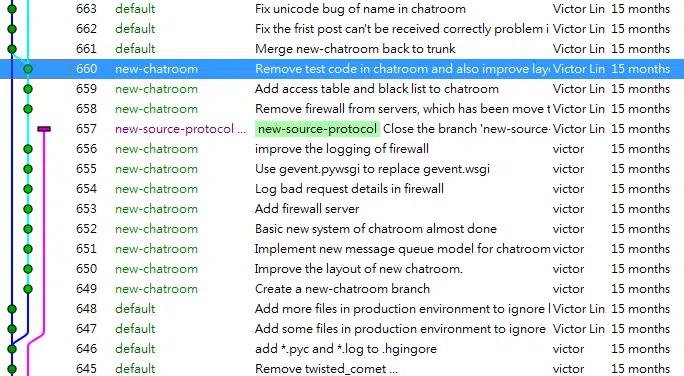 663 default Fix unicode bug of name in chatroom Victor Lin 15 months
662 default Fix the frist post can't be received correctly problem i Victor Lin 15 months
661 default Merge new-chatroom back to trunk Victor Lin 15 months
660 new-chatroom Remove test code in chatroom and also improve lay Victor Lin 15 months
659 new-chatroom Add access table and black list to chatroom Victor Lin 15 months
658 new-chatroom Remove firewall from servers, which has been move t Victor Lin 15 months
657 new-source-protocol ... new-source-protocol Close the branch 'new-source- Victor Lin 15 months
656 new-chatroom improve the logging of firewall victor 15 months
655 new-chatroom Use gevent.pywsgi to replace gevent.wsgi victor 15 months
654 new-chatroom Log bad request details in firewall victor 15 months
653 new-chatroom Add firewall server victor 15 months
652 new-chatroom Basic new system of chatroom almost done victor 15 months
651 new-chatroom Implement new message queue model for chatroom victor 15 months
650 new-chatroom Improve the layout of new chatroom. victor 15 months
649 new-chatroom Create a new-chatroom branch victor 15 months
648 default Add more files in production environment to ignore l Victor Lin 15 months
647 default Add some files in production environment to ignore Victor Lin 15 months
646 default add *.pyc and *.log to .hgingore victor 15 months
645 default Remove twisted_comet ... victor 15 months